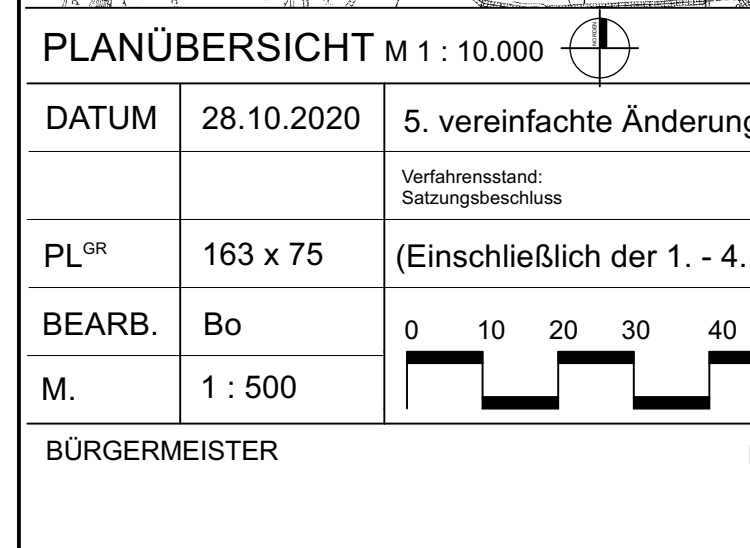 PLANÜBERSICHT M 1 : 10.000
NORDEN
DATUM 28.10.2020 5. vereinfachte Änderung
Verfahrensstand:
Satzungsbeschluss
PLGR 163 x 75 (Einschließlich der 1. - 4.
BEARB. Bo
0 10 20 30 40
M. 1 : 500
BÜRGERMEISTER